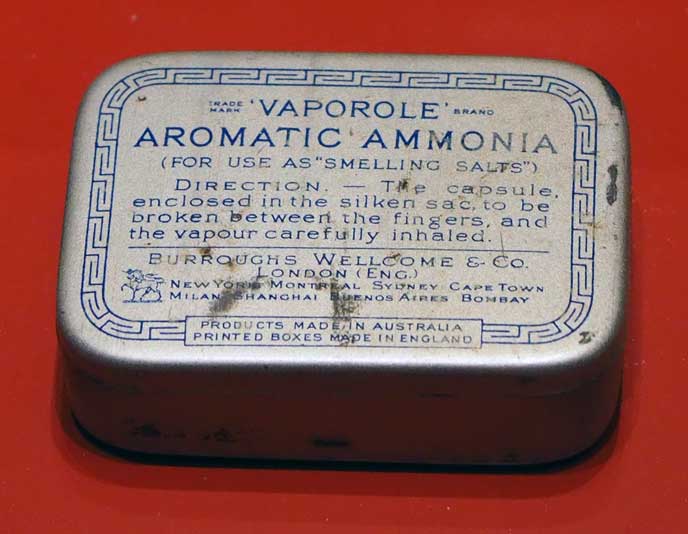 TRADE MARK 'VAPOROLE' BRAND
AROMATIC AMMONIA
(FOR USE AS "SMELLING SALTS")
DIRECTION. — The capsule,
enclosed in the silken sac, to be
broken between the fingers, and
the vapour carefully inhaled.
BURROUGHS WELLCOME & CO.
LONDON (ENG.)
NEW YORK MONTREAL SYDNEY CAPE TOWN
MILAN SHANGHAI BUENOS AIRES BOMBAY
PRODUCTS MADE IN AUSTRALIA
PRINTED BOXES MADE IN ENGLAND